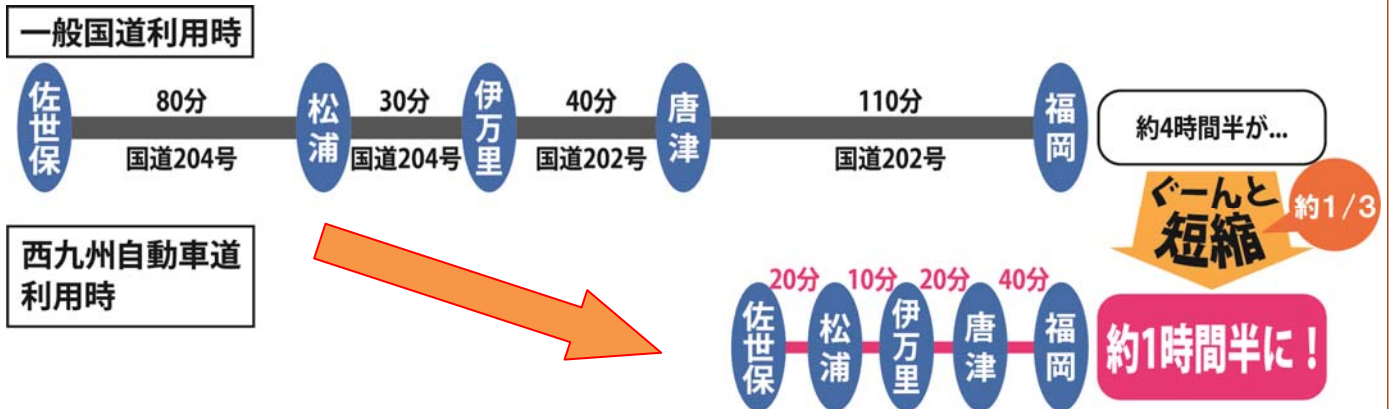 一般国道利用時
佐世保
80分
国道204号
松浦
30分
国道204号
伊万里
40分
国道202号
唐津
110分
国道202号
福岡
約4時間半が...
ぐーんと
短縮
約1/3
西九州自動車道
利用時
佐世保
20分
松浦
10分
伊万里
20分
唐津
40分
福岡
約1時間半に！